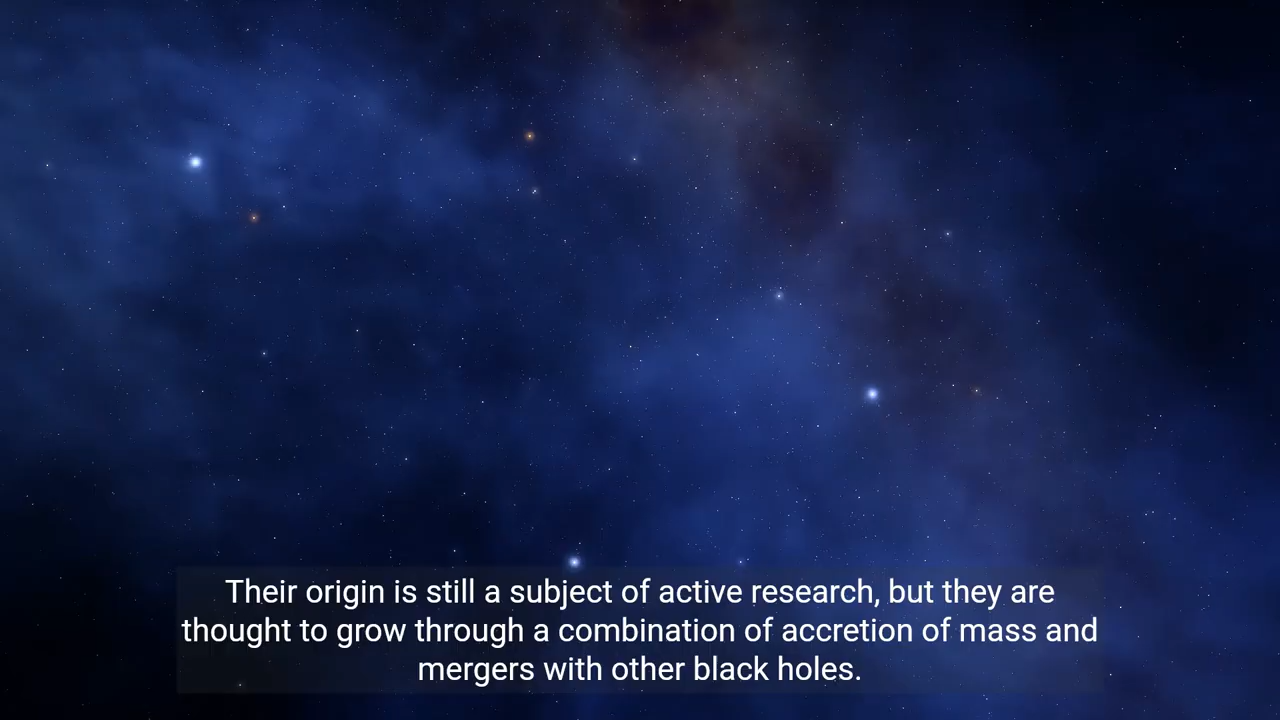 Their origin is still a subject of active research, but they are
thought to grow through a combination of accretion of mass and
mergers with other black holes.